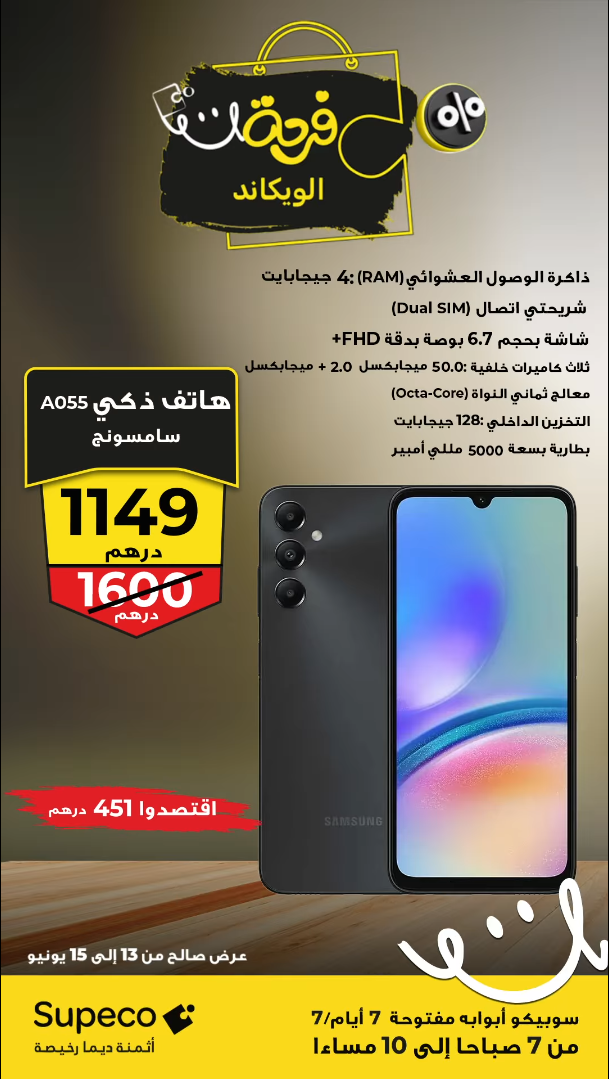 فرحة
الويكاند
%
ذاكرة الوصول العشوائي(RAM) :4 جيجابايت
شريحتي اتصال (Dual SIM)
شاشة بحجم 6.7 بوصة بدقة FHD+
ثلاث كاميرات خلفية :50.0 ميجابكسل 2.0 + ميجابكسل
معالج ثماني النواة (Octa-Core)
التخزين الداخلي :128 جيجابايت
بطارية بسعة 5000 مللي أمبير
هاتف ذكي A055
سامسونج
1149
درهم
1600
درهم
SAMSUNG
اقتصدوا 451 درهم
عرض صالح من 13 إلى 15 يونيو
Supeco
أثمنة ديما رخيصة
سوبيكو أبوابه مفتوحة 7 أيام/7
من 7 صباحا إلى 10 مساءا